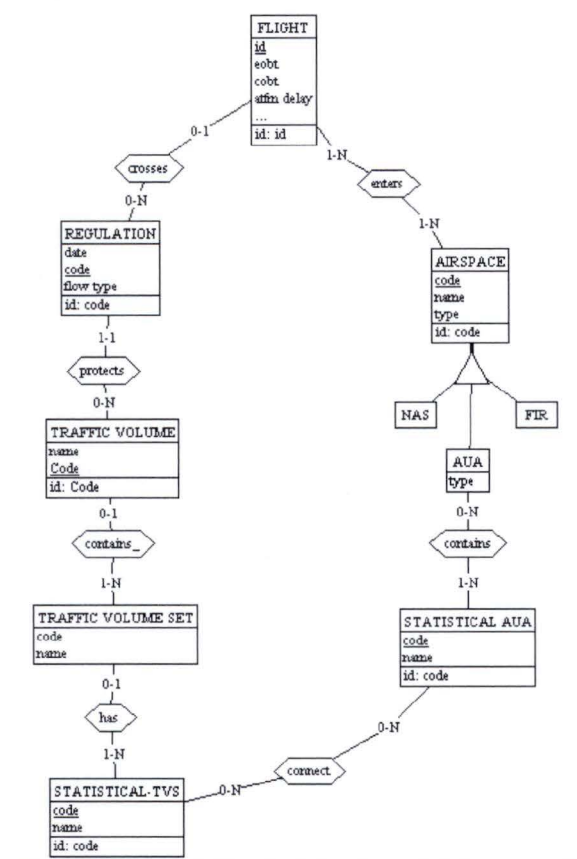 FLIGHT
id
eobt
cobt
atfm delay
...
id: id
0-1
1-N
crosses
enters
0-N
1-N
REGULATION
date
code
flow type
id: code
AIRSPACE
code
name
type
id: code
1-1
protects
0-N
NAS
FIR
TRAFFIC VOLUME
name
Code
id: Code
AUA
type
0-1
0-N
contains_
contains
1-N
1-N
TRAFFIC VOLUME SET
code
name
STATISTICAL AUA
code
name
id: code
0-1
has
0-N
1-N
connect
0-N
STATISTICAL-TVS
code
name
id: code